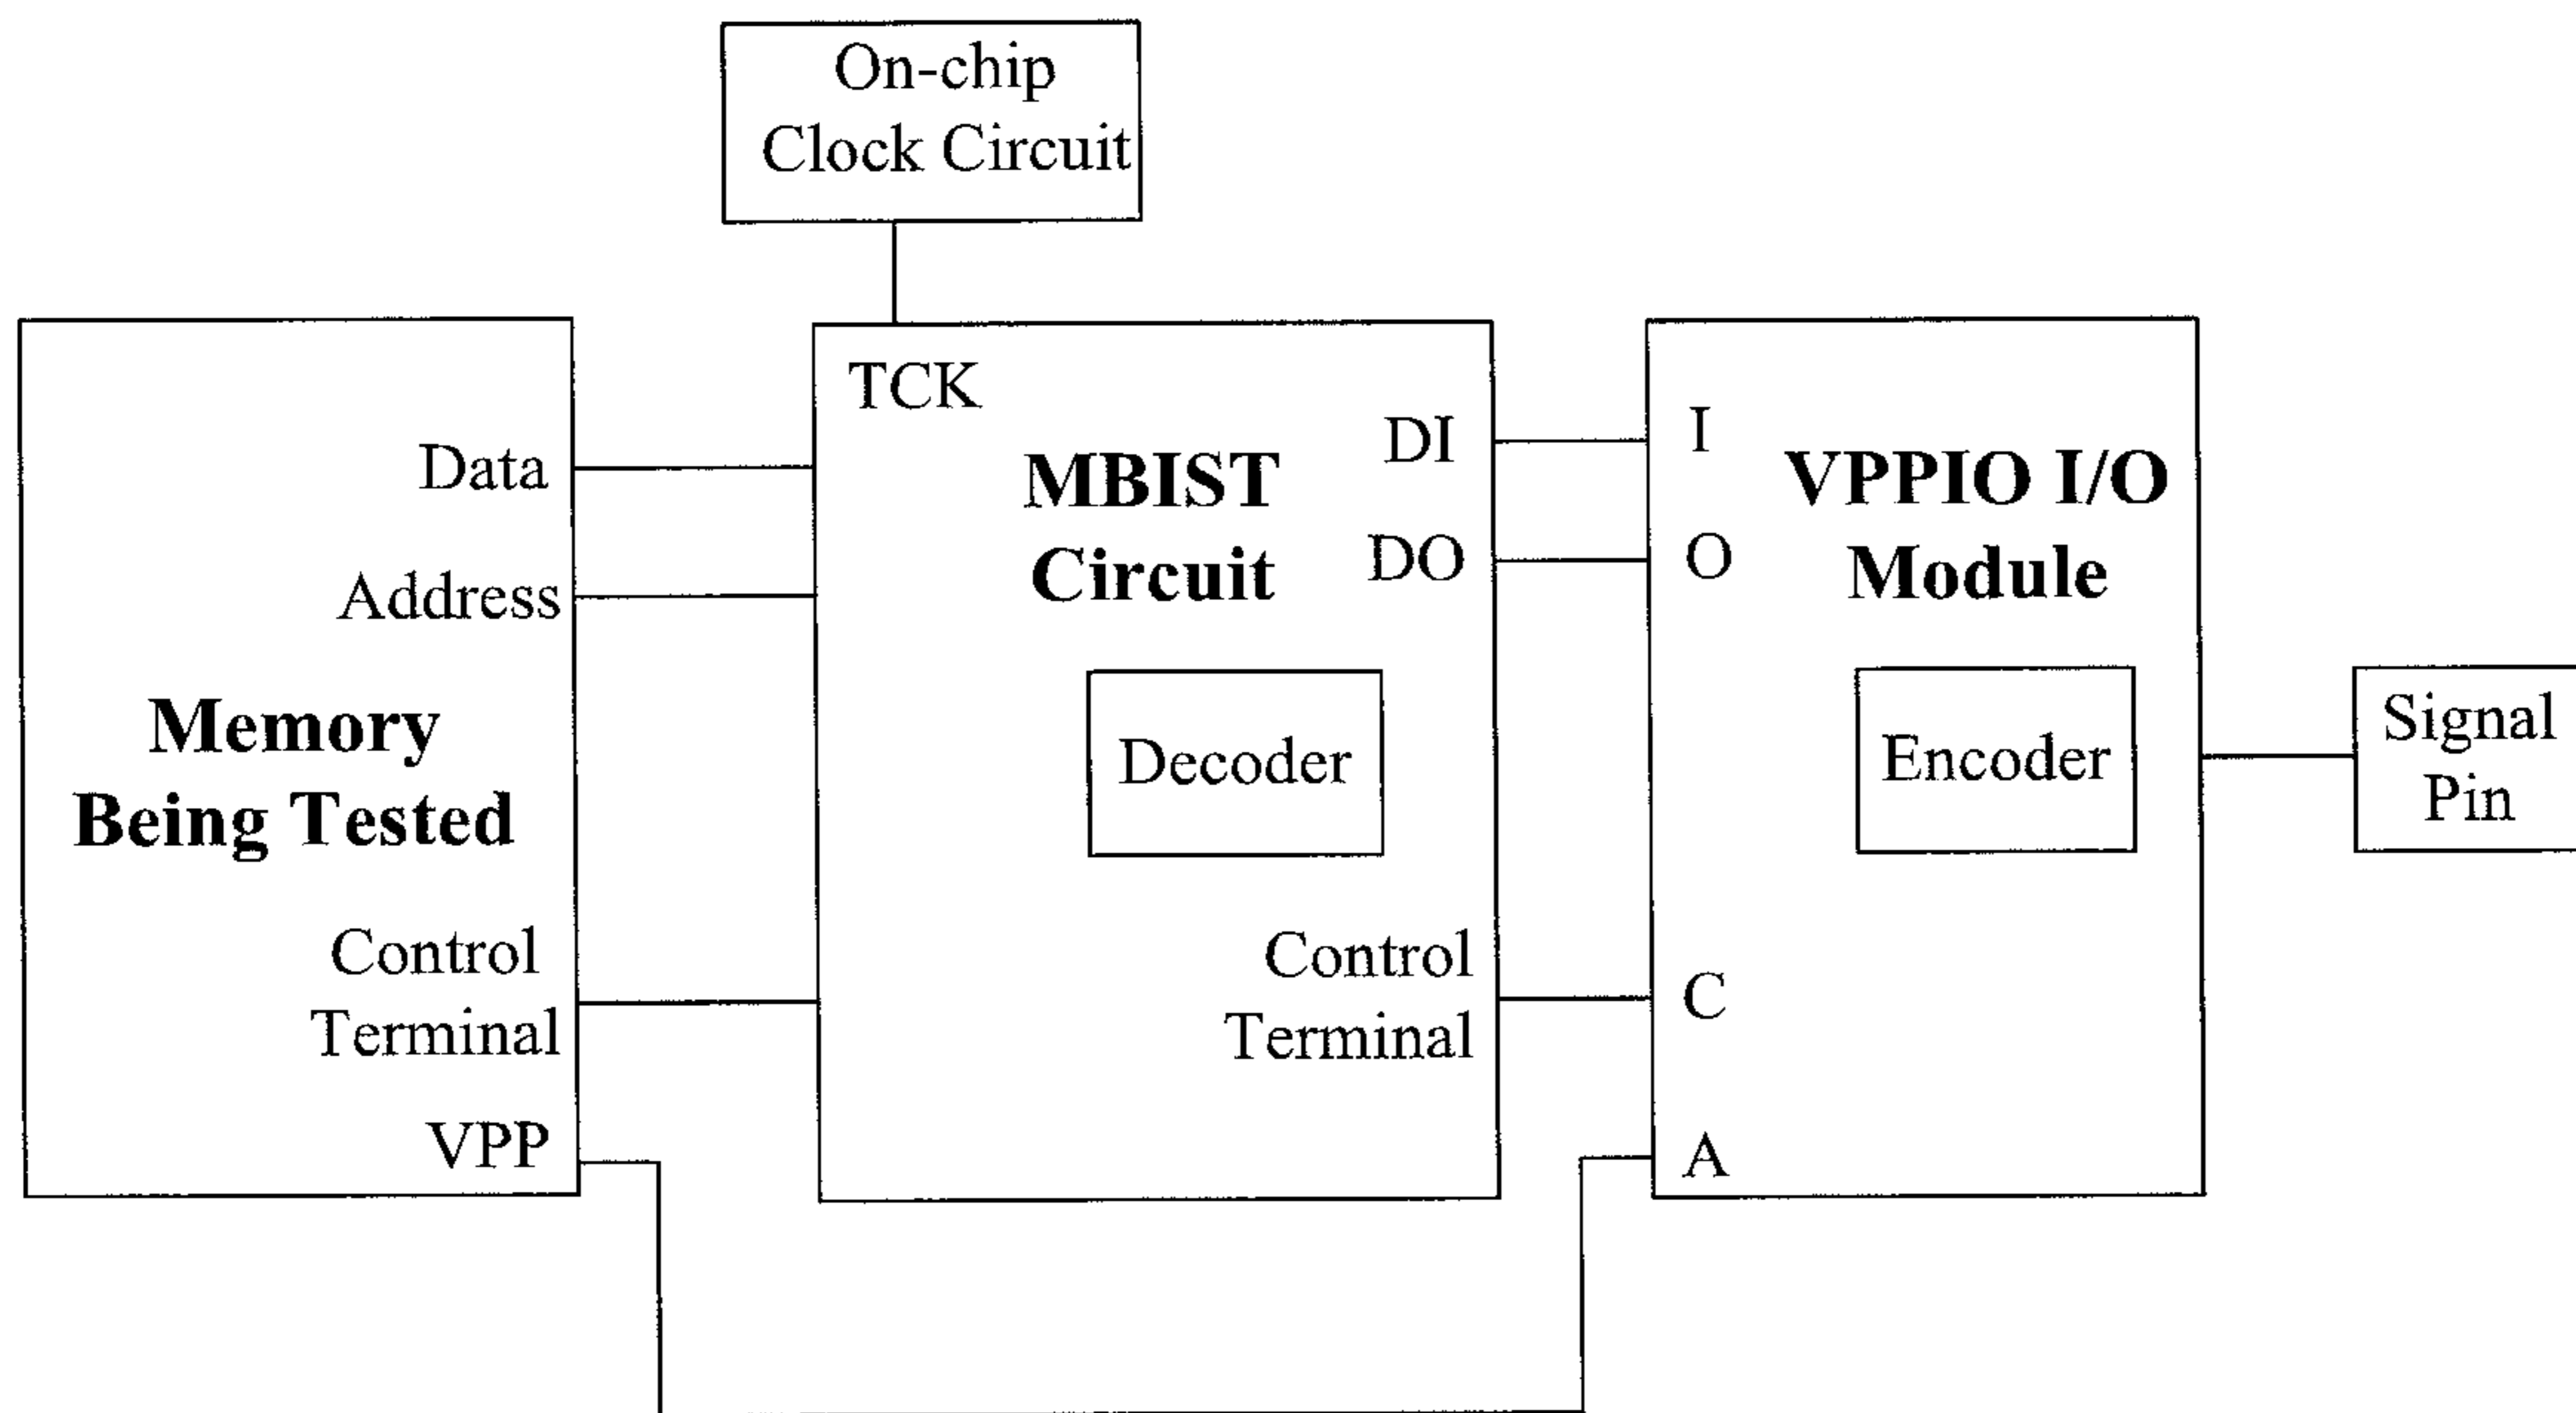 On-chip
Clock Circuit
Data
Address
Memory
Being Tested
Control
Terminal
VPP
TCK
MBIST
Circuit
DI
DO
Decoder
Control
Terminal
I
O
VPPIO I/O
Module
Encoder
C
A
Signal
Pin